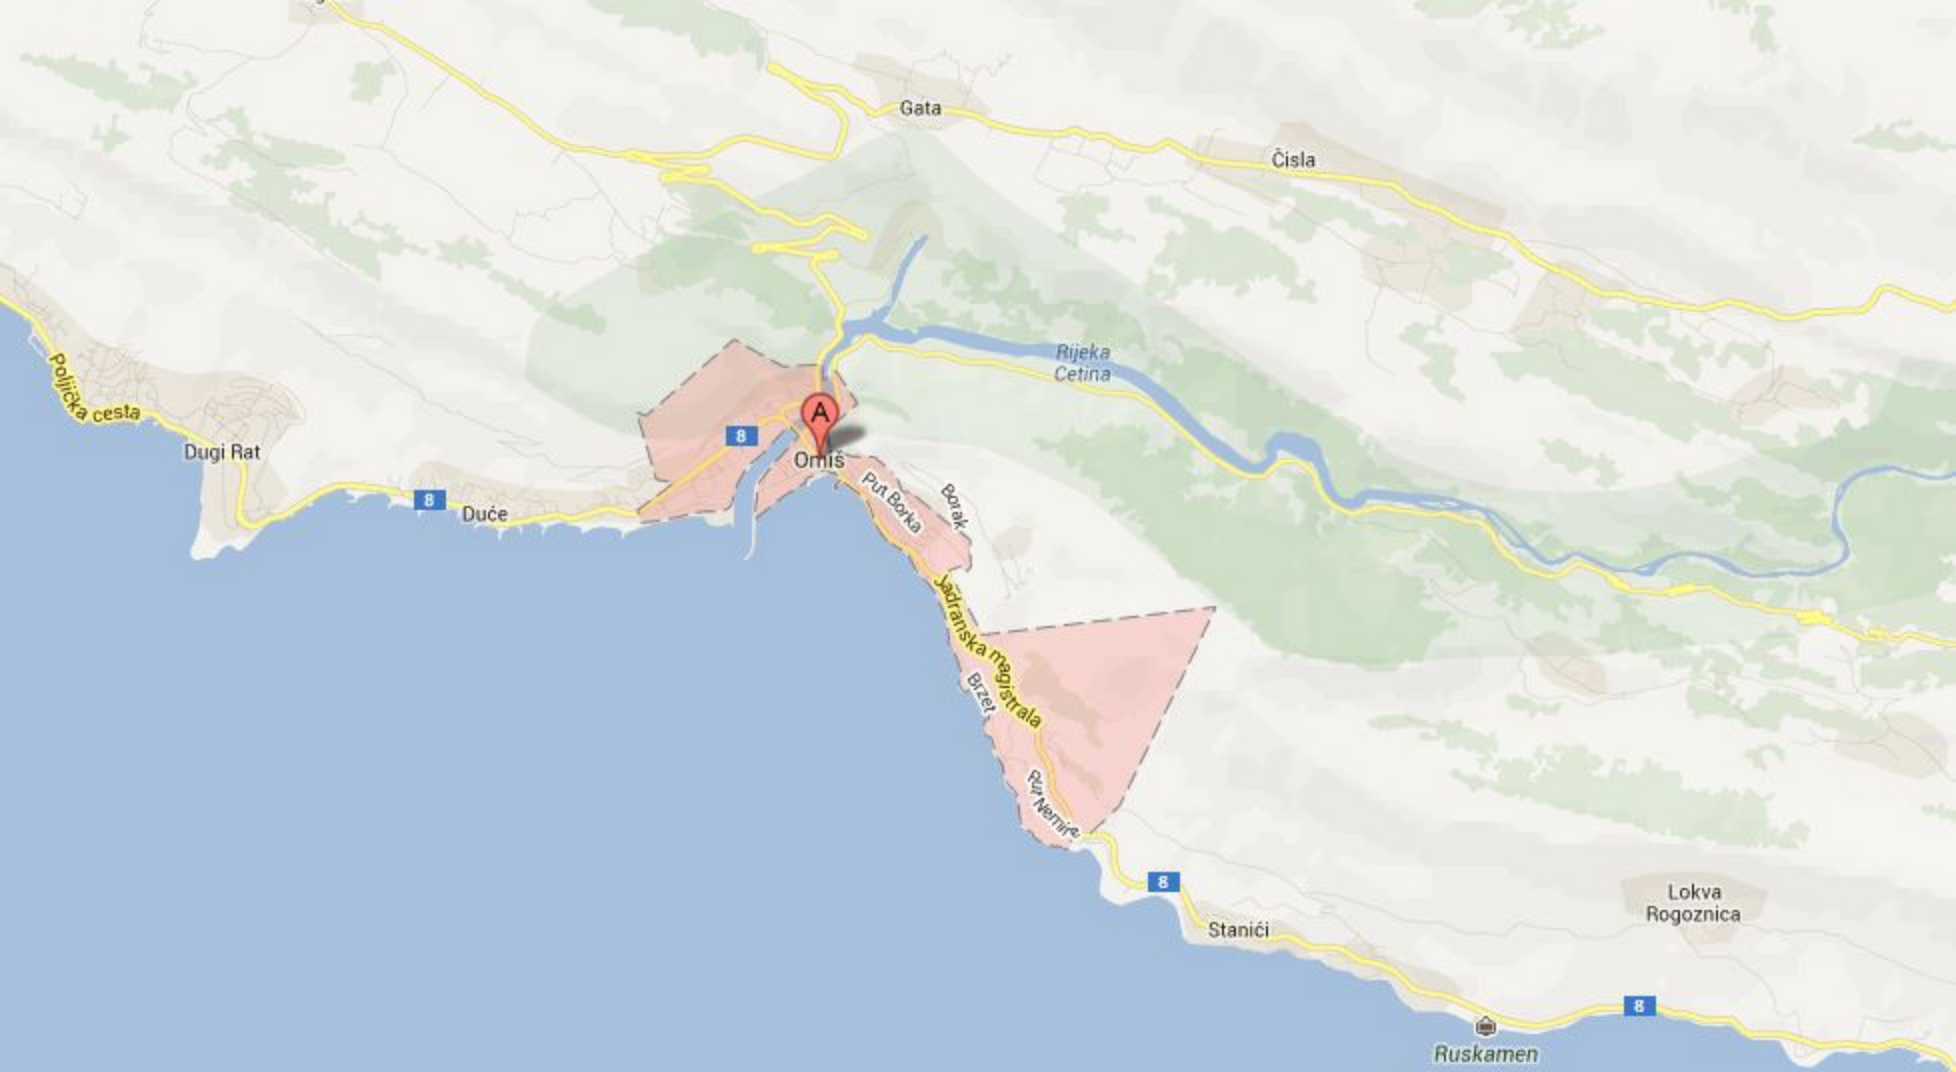 Gata
Čisla
Rijeka
Cetina
Poljička cesta
Dugi Rat
8
A
Omiš
8
Duće
Put Borka
Borak
Jadranska magistrala
Brzet
Put Nemira
8
Lokva
Rogoznica
Stanići
8
Ruskamen